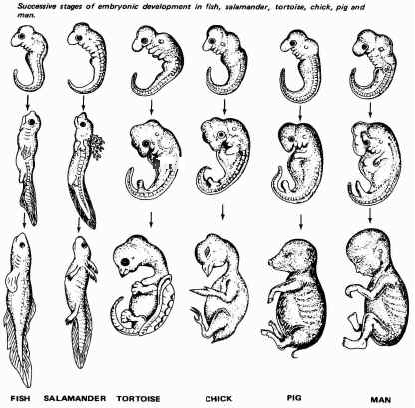 Successive stages of embryonic development in fish, salamander, tortoise, chick, pig and
man.
FISH SALAMANDER TORTOISE CHICK PIG MAN